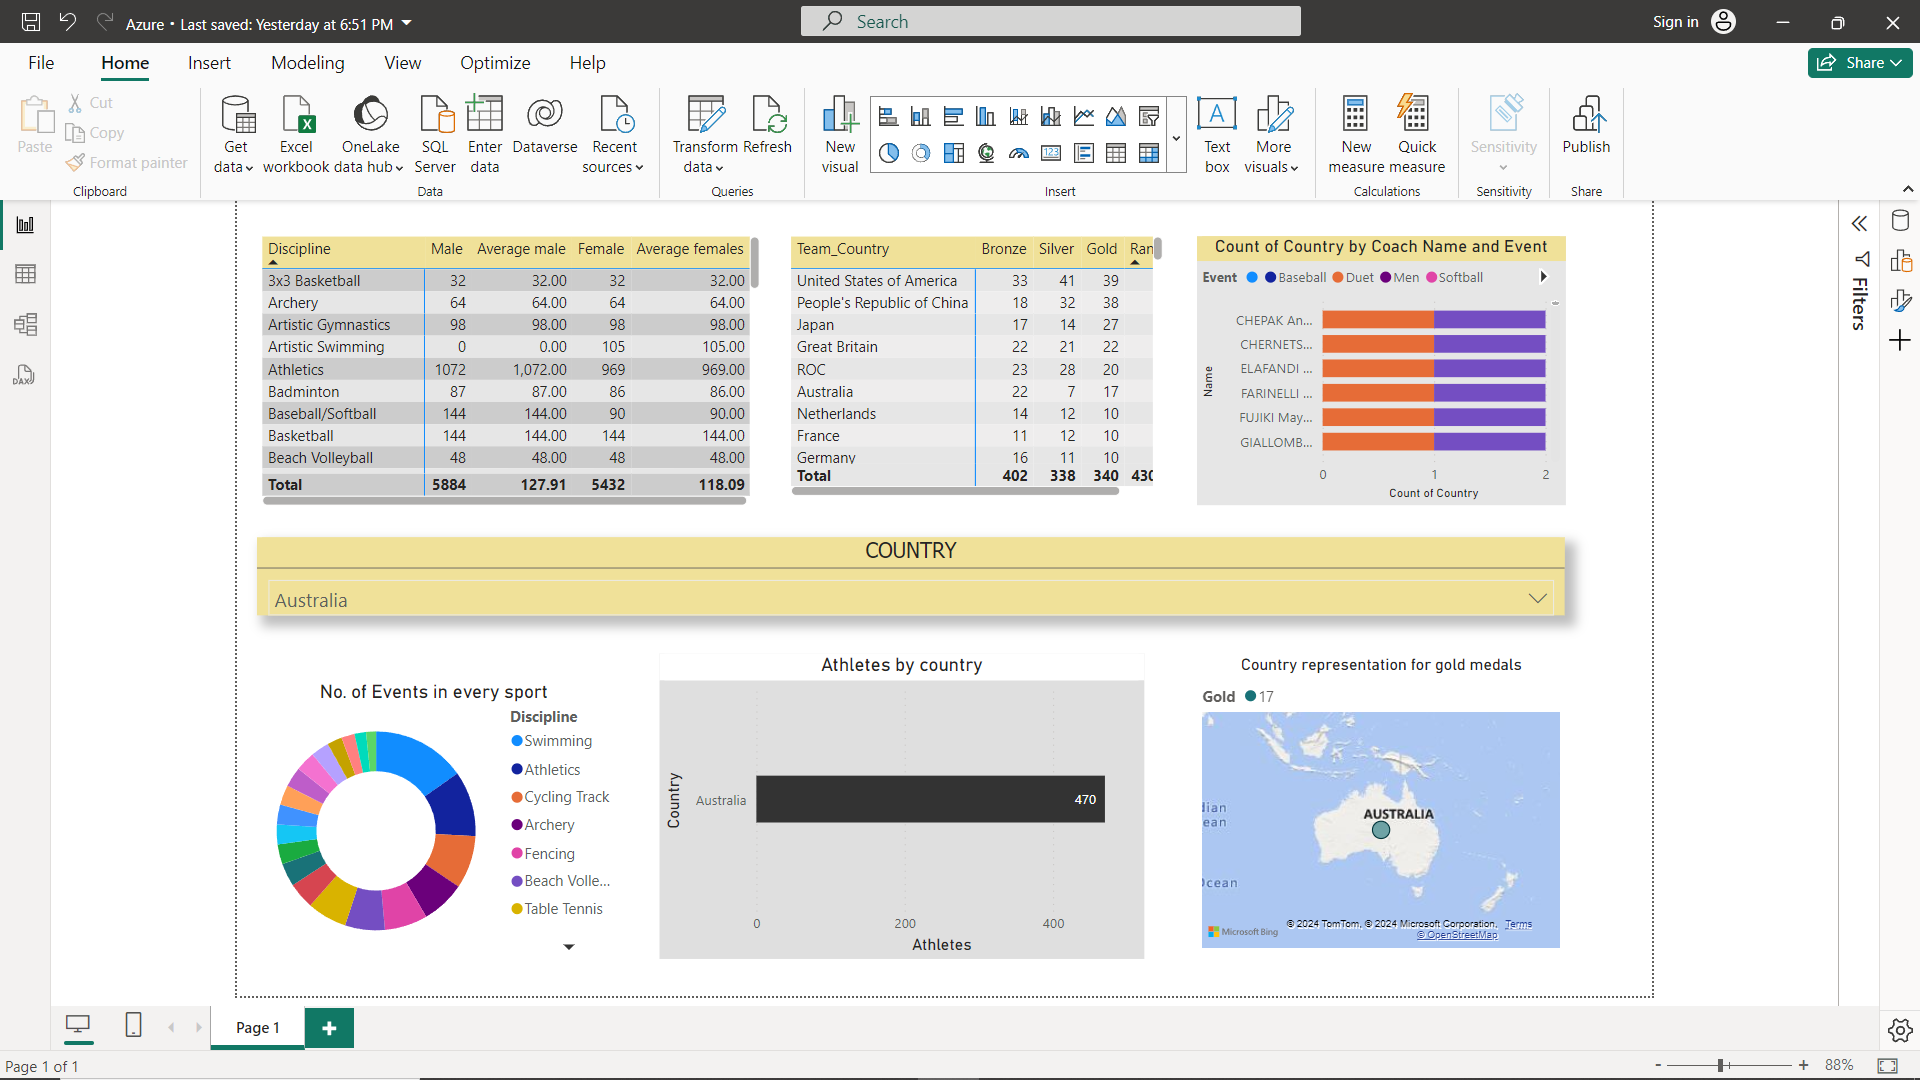 Azure • Last saved: Yesterday at 6:51 PM
Search
Sign in
File Home Insert Modeling View Optimize Help
Share
Paste
Cut
Copy
Format painter
Clipboard
Get data
Excel workbook
OneLake data hub
SQL Server
Enter data
Dataverse
Recent sources
Data
Transform data
Refresh
Queries
New visual
123
Insert
A
Text box
More visuals
New measure
Quick measure
Calculations
Sensitivity
Sensitivity
Publish
Share
DAX
Filters
Discipline Male Average male Female Average females
3x3 Basketball 32 32.00 32 32.00
Archery 64 64.00 64 64.00
Artistic Gymnastics 98 98.00 98 98.00
Artistic Swimming 0 0.00 105 105.00
Athletics 1072 1,072.00 969 969.00
Badminton 87 87.00 86 86.00
Baseball/Softball 144 144.00 90 90.00
Basketball 144 144.00 144 144.00
Beach Volleyball 48 48.00 48 48.00
Total 5884 127.91 5432 118.09
Team_Country Bronze Silver Gold Ran
United States of America 33 41 39
People's Republic of China 18 32 38
Japan 17 14 27
Great Britain 22 21 22
ROC 23 28 20
Australia 22 7 17
Netherlands 14 12 10
France 11 12 10
Germany 16 11 10
Total 402 338 340 430
Count of Country by Coach Name and Event
Event Baseball Duet Men Softball
Name
CHEPAK An...
CHERNETS...
ELAFANDI ...
FARINELLI ...
FUJIKI May...
GIALLOMB...
0 1 2
Count of Country
COUNTRY
Australia
No. of Events in every sport
Discipline
Swimming
Athletics
Cycling Track
Archery
Fencing
Beach Volle...
Table Tennis
Athletes by country
Country
Australia 470
0 200 400
Athletes
Country representation for gold medals
Gold 17
dian
ean
AUSTRALIA
Ocean
Microsoft Bing
© 2024 TomTom, © 2024 Microsoft Corporation, Terms
© OpenStreetMap
Page 1
Page 1 of 1
- + 88%